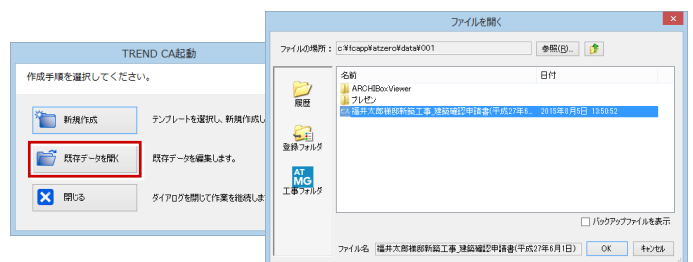 TREND CA起動
作成手順を選択してください。
新規作成
テンプレートを選択し、新規作成し
既存データを開く
既存データを編集します。
閉じる
ダイアログを閉じて作業を継続しま
ファイルを開く
ファイルの場所：
c:¥fcapp¥atzero¥data¥001
参照(R)...
履歴
登録フォルダ
AT
MG
工事フォルダ
名前
日付
ARCHIBox Viewer
プレゼン
福井太郎様邸新築工事_建築確認申請書(平成27年6...
2015年8月5日 13:50:52
バックアップファイルを表示
ファイル名
福井太郎様邸新築工事_建築確認申請書(平成27年6月1日)
OK
キャンセル